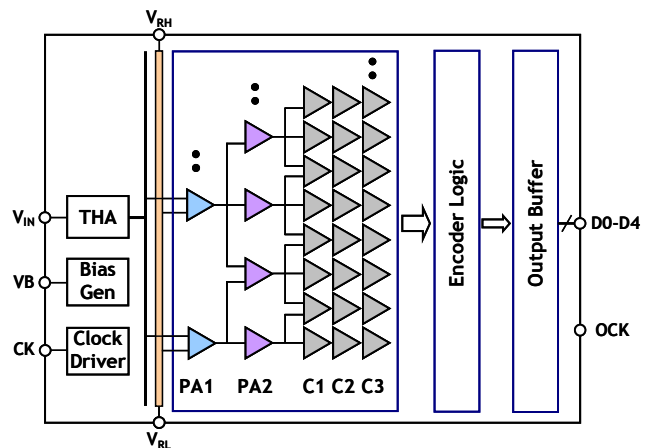 VRH
VIN
THA
VB
Bias
Gen
CK
Clock
Driver
PA1
PA2
C1 C2 C3
Encoder Logic
Output Buffer
D0-D4
OCK
VRL